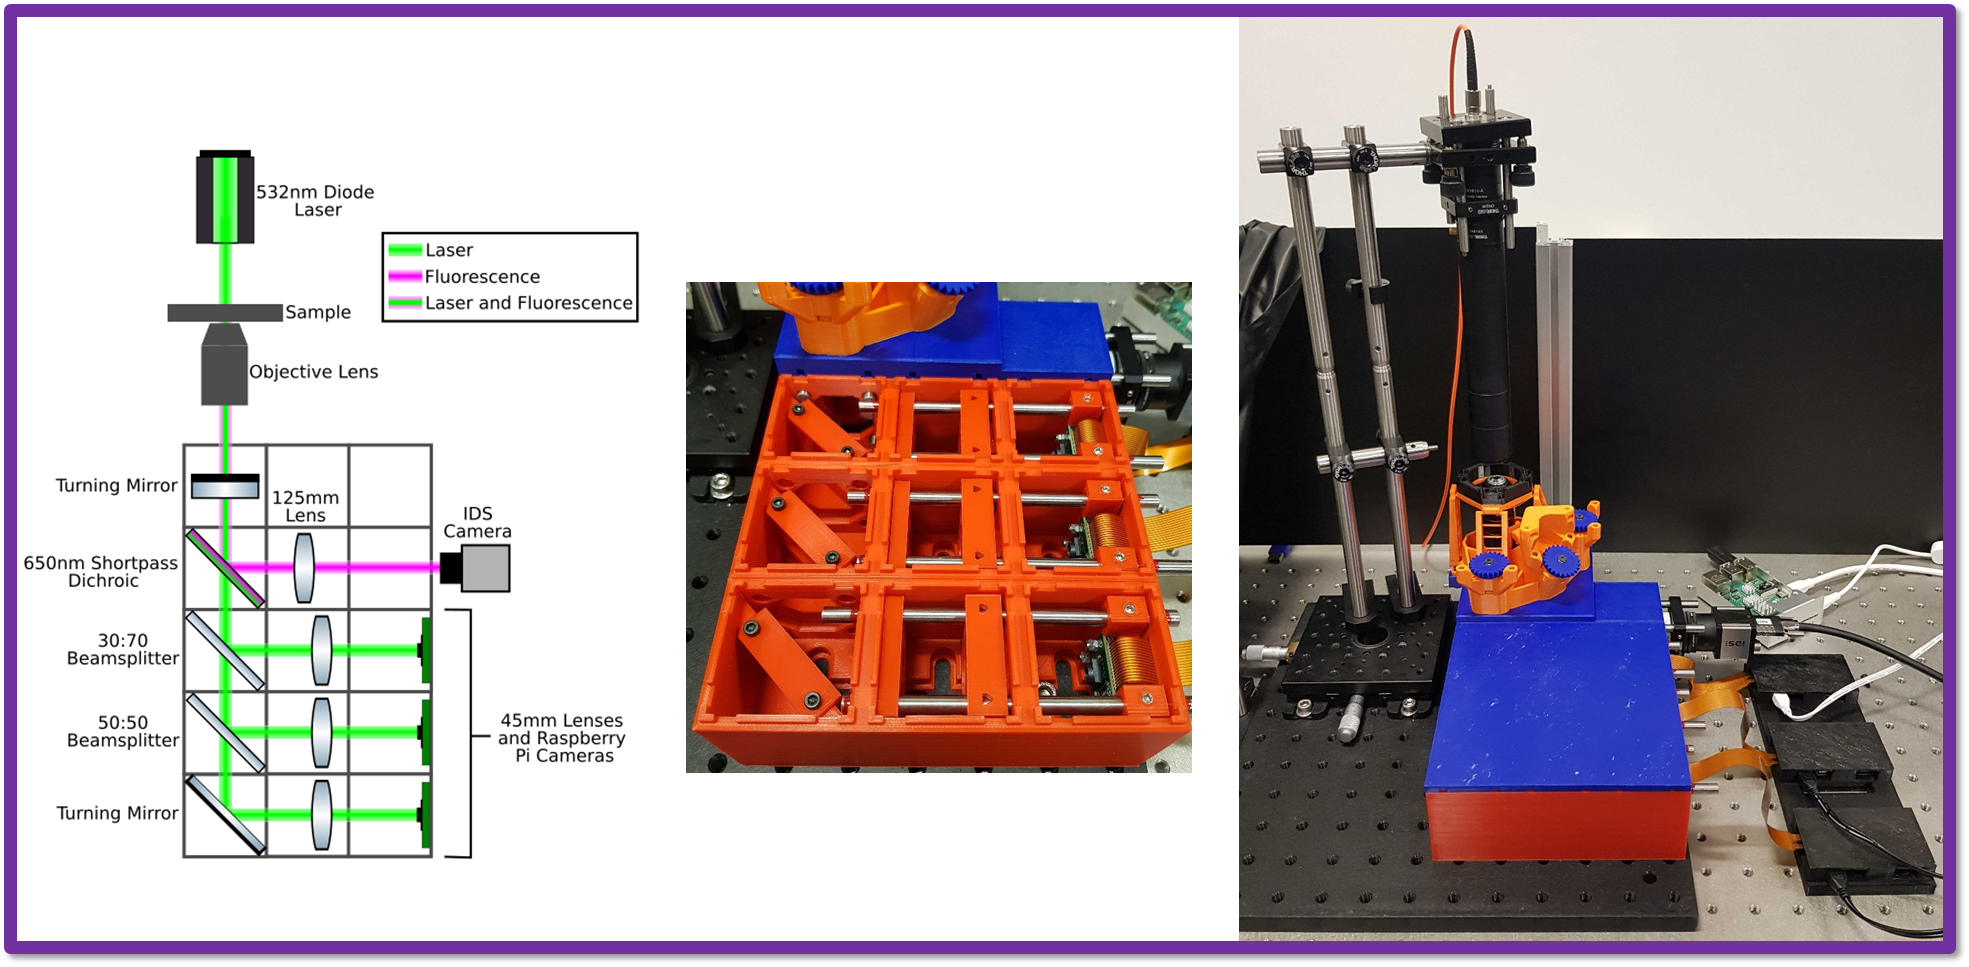 532nm Diode
Laser
Laser
Fluorescence
Laser and Fluorescence
Sample
Objective Lens
Turning Mirror
125mm
Lens
IDS
Camera
650nm Shortpass
Dichroic
30:70
Beamsplitter
50:50
Beamsplitter
45mm Lenses
and Raspberry
Pi Cameras
Turning Mirror